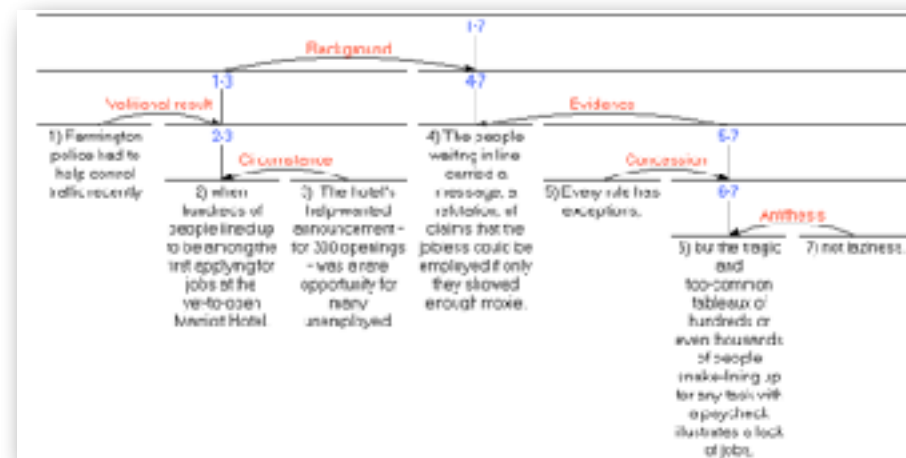 1-7
Background
1-3
4-7
Volitional result
Evidence
1) Farmington
police had to
help control
traffic recently
2-3
4) The people
waiting in line
carried a
message, a
refutation, of
claims that the
jobless could be
employed if only
they showed
enough moxie.
5-7
Circumstance
Concession
2) when
hundreds of
people lined up
to be among the
first applying for
jobs at the
yet-to-open
Marriot Hotel.
3) The hotel's
help-wanted
announcement -
for 300 openings
- was a rare
opportunity for
many
unemployed
5) Every rule has
exceptions,
6-7
Antithesis
but the tragic
and
too-common
tableaux of
hundreds or
even thousands
of people
snake-lining up
for any task with
a paycheck
illustrates a lack
of jobs,
7) not laziness.